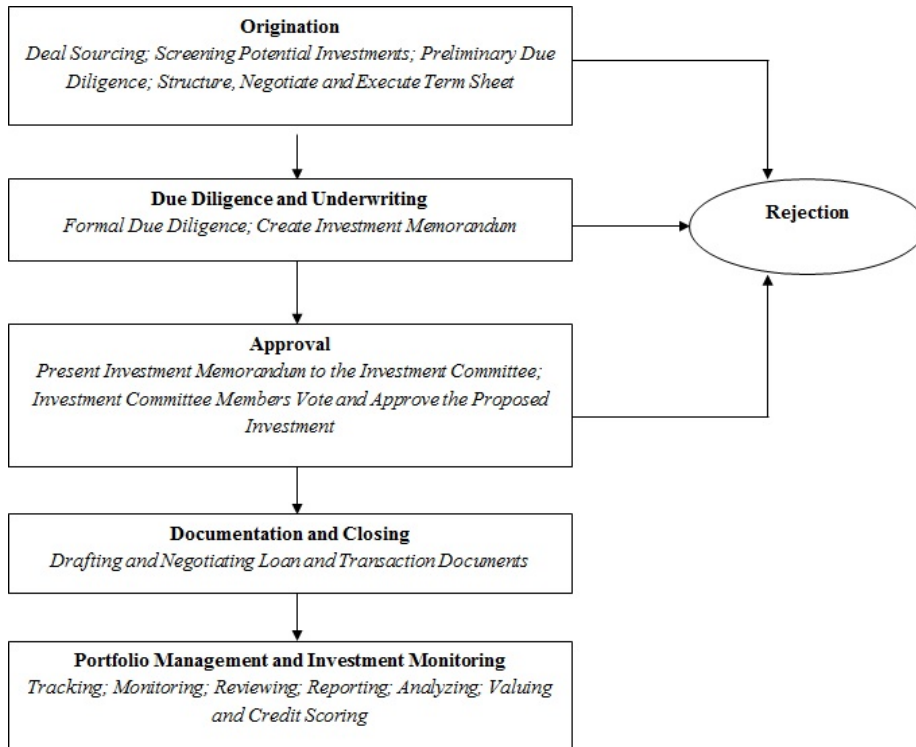 Origination
Deal Sourcing; Screening Potential Investments; Preliminary Due
Diligence; Structure, Negotiate and Execute Term Sheet
Due Diligence and Underwriting
Formal Due Diligence; Create Investment Memorandum
Rejection
Approval
Present Investment Memorandum to the Investment Committee;
Investment Committee Members Vote and Approve the Proposed
Investment
Documentation and Closing
Drafting and Negotiating Loan and Transaction Documents
Portfolio Management and Investment Monitoring
Tracking; Monitoring; Reviewing; Reporting; Analyzing; Valuing
and Credit Scoring